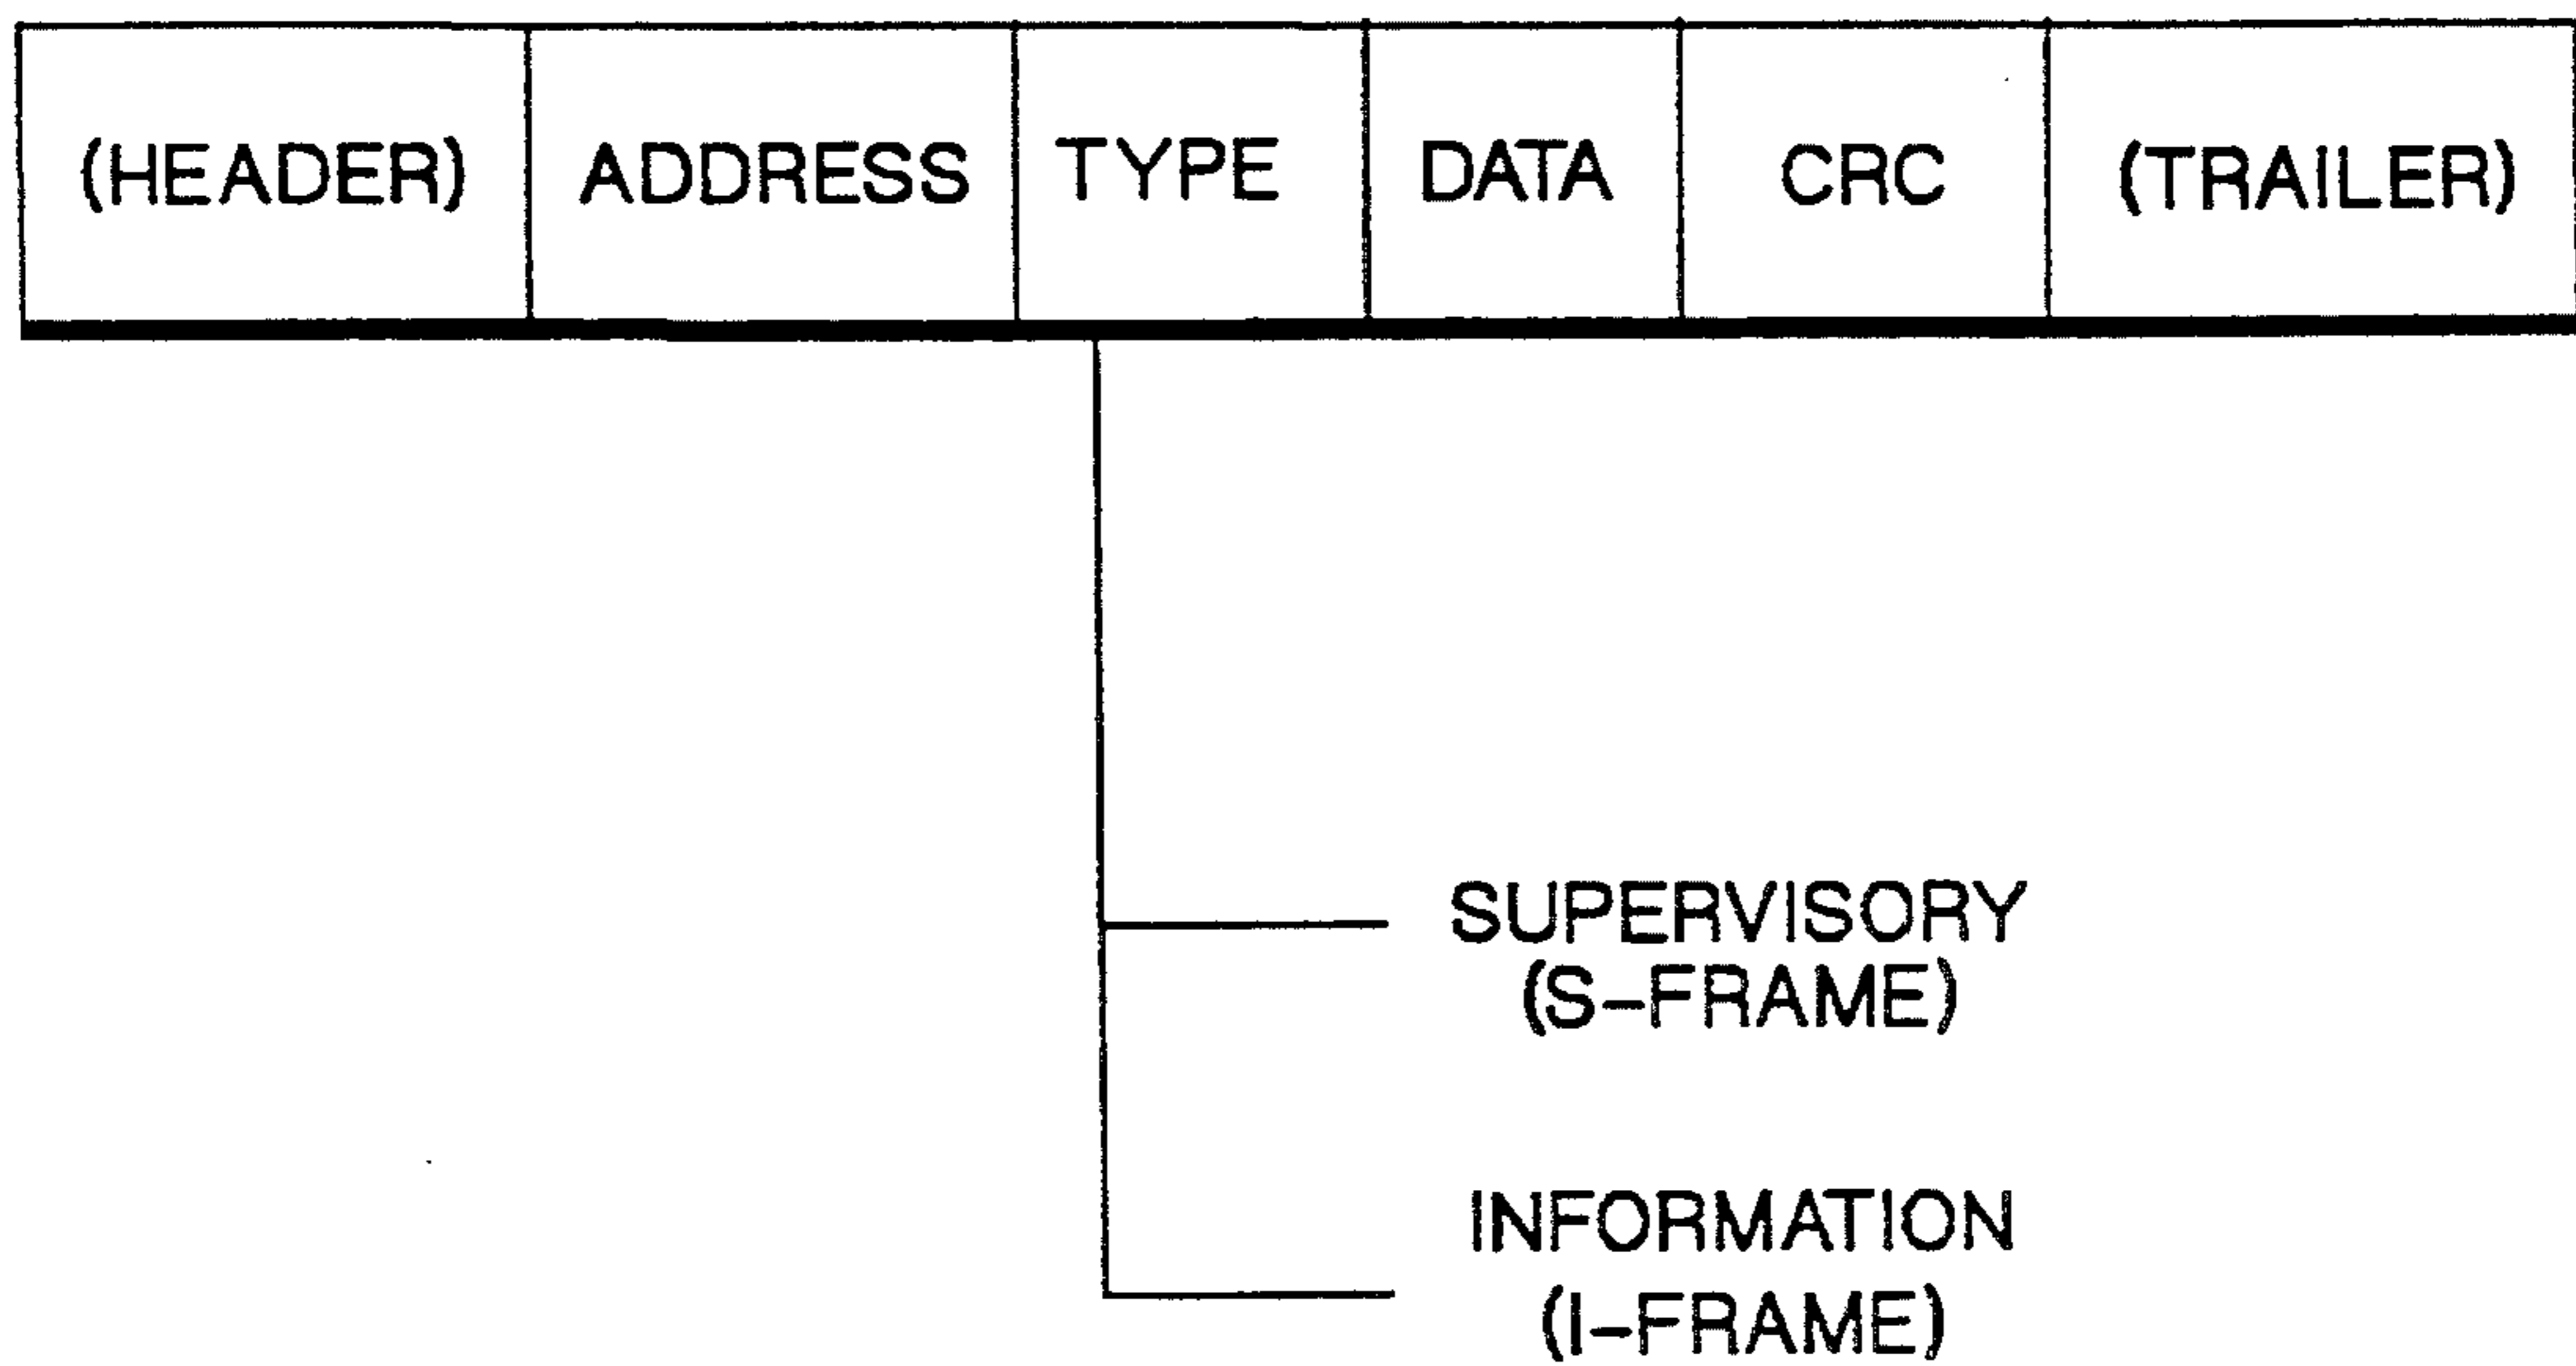 (HEADER) ADDRESS TYPE DATA CRC (TRAILER)
SUPERVISORY
(S-FRAME)
INFORMATION
(I-FRAME)